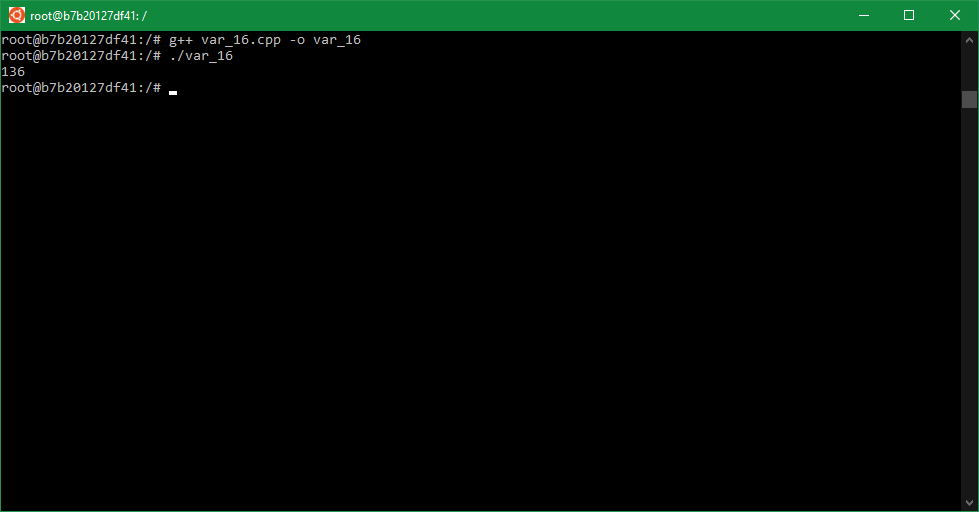 root@b7b20127df41: /
root@b7b20127df41:/# g++ var_16.cpp -o var_16
root@b7b20127df41:/# ./var_16
136
root@b7b20127df41:/#